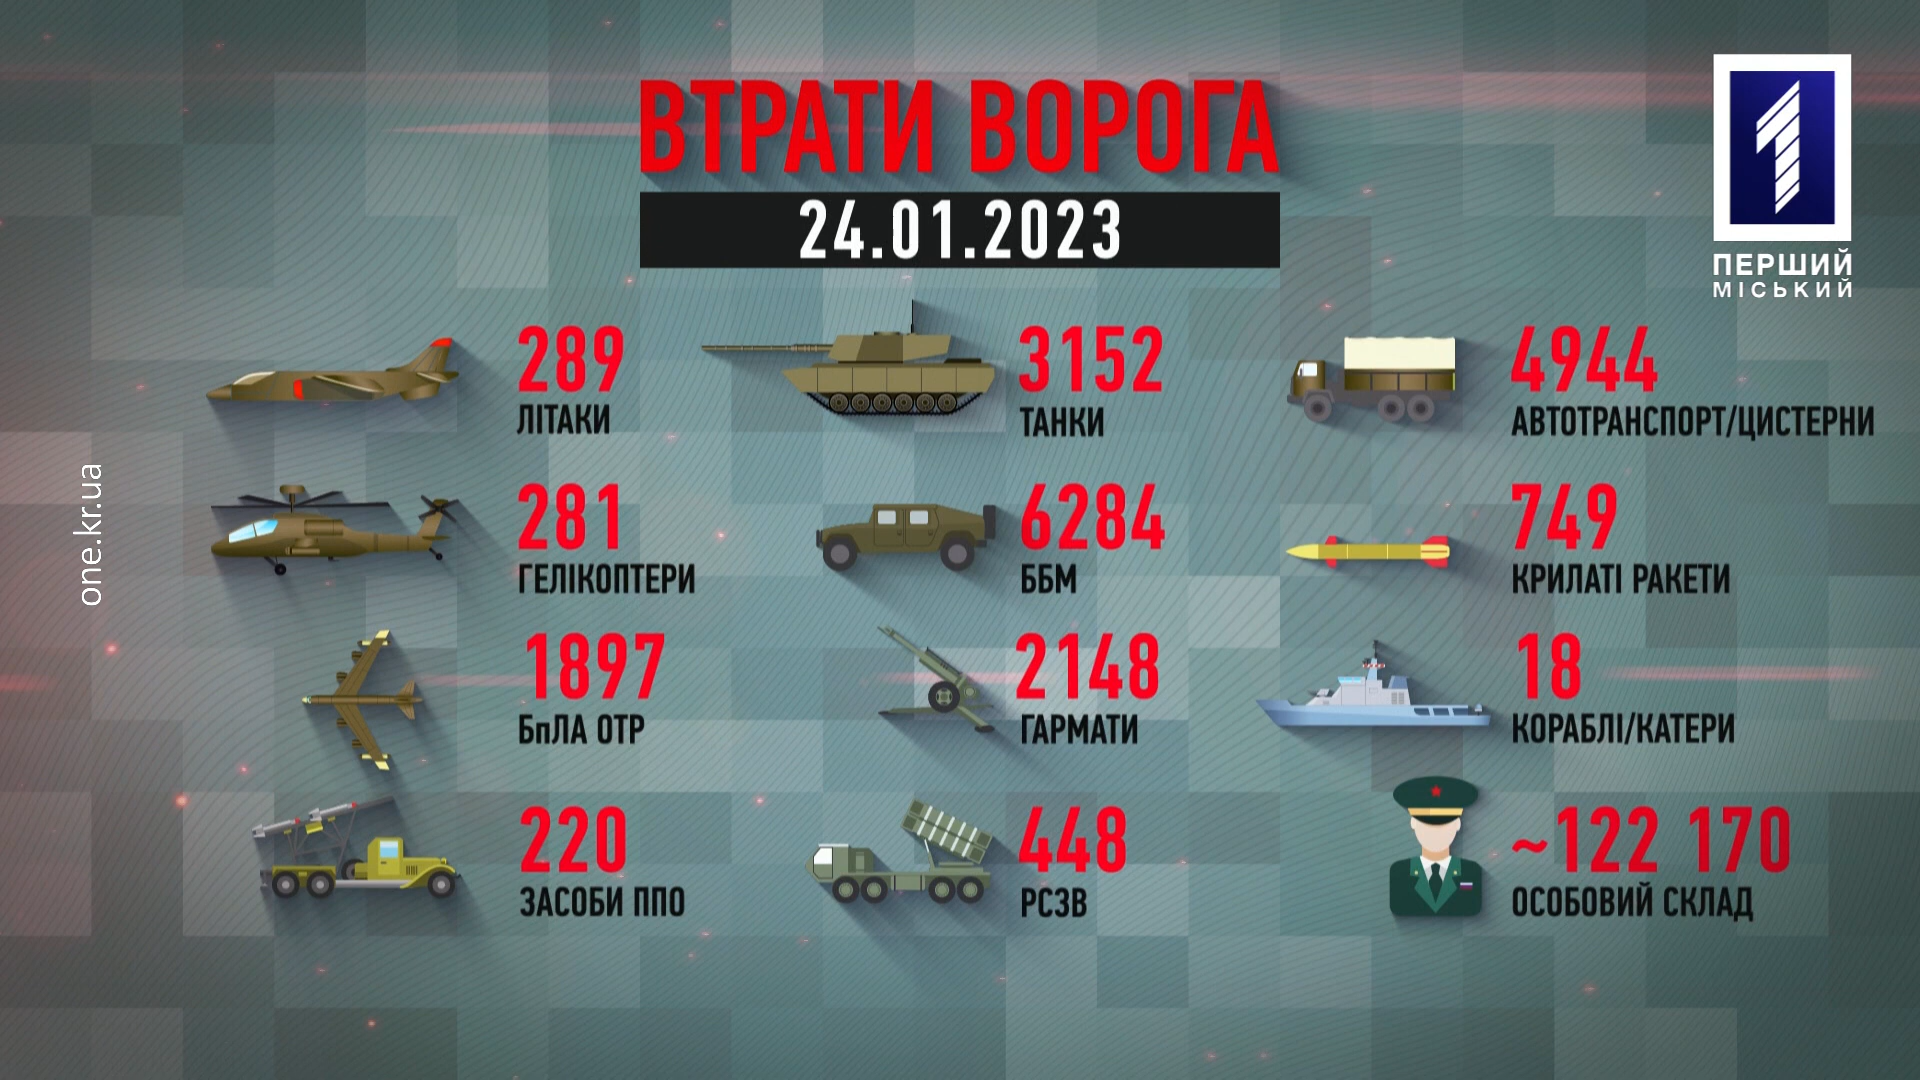 ВТРАТИ ВОРОГА
24.01.2023
1
ПЕРШИЙ
МІСЬКИЙ
one.kr.ua
289
ЛІТАКИ
3152
ТАНКИ
4944
АВТОТРАНСПОРТ/ЦИСТЕРНИ
281
ГЕЛІКОПТЕРИ
6284
ББМ
749
КРИЛАТІ РАКЕТИ
1897
БпЛА ОТР
2148
ГАРМАТИ
18
КОРАБЛІ/КАТЕРИ
220
ЗАСОБИ ППО
448
РСЗВ
~122 170
ОСОБОВИЙ СКЛАД